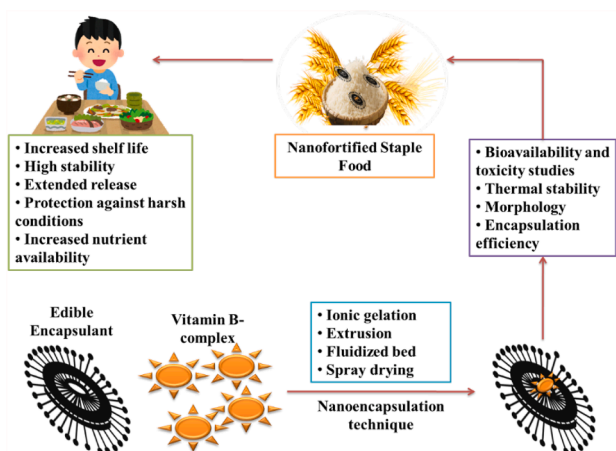 • Increased shelf life
• High stability
• Extended release
• Protection against harsh
conditions
• Increased nutrient
availability
Nanofortified Staple
Food
• Bioavailability and
toxicity studies
• Thermal stability
• Morphology
• Encapsulation
efficiency
Edible
Encapsulant
Vitamin B-
complex
• Ionic gelation
• Extrusion
• Fluidized bed
• Spray drying
Nanoencapsulation
technique